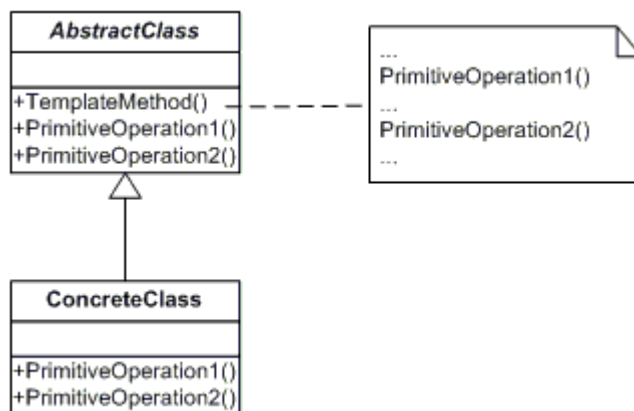 AbstractClass
+TemplateMethod()
+PrimitiveOperation1()
+PrimitiveOperation2()
...
PrimitiveOperation1()
...
PrimitiveOperation2()
...
ConcreteClass
+PrimitiveOperation1()
+PrimitiveOperation2()